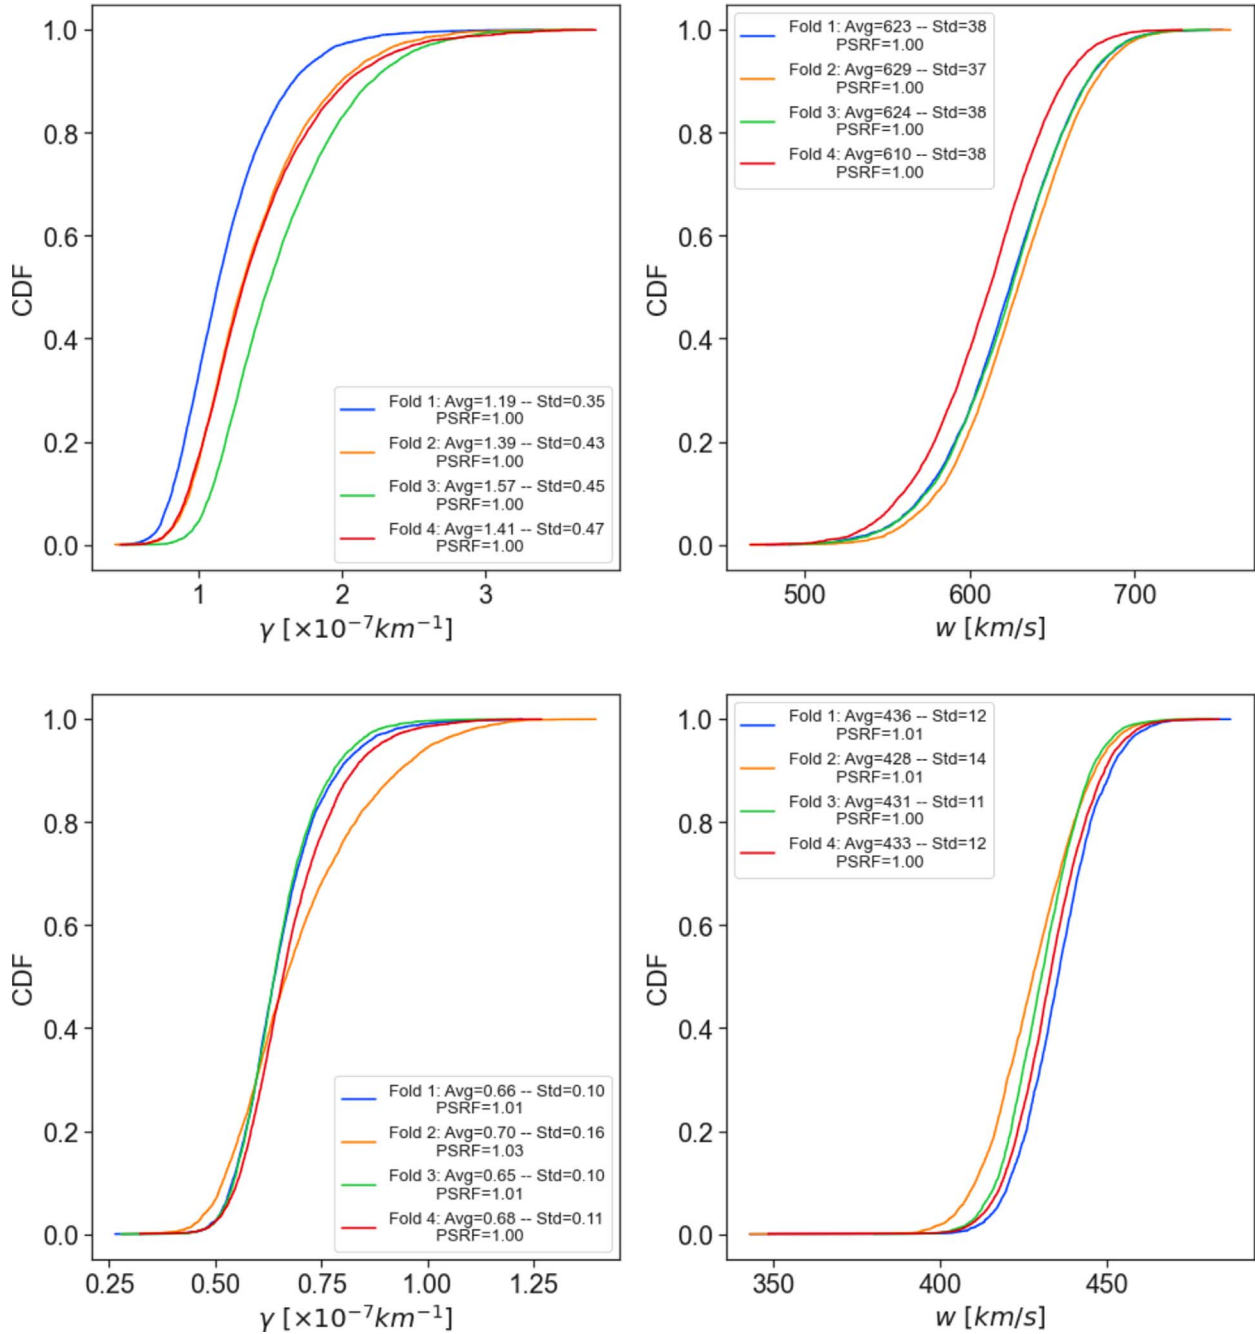 1.0
0.8
0.6
0.4
0.2
0.0
CDF
1 2 3
γ [×10⁻⁷km⁻¹]
Fold 1: Avg=1.19 -- Std=0.35
PSRF=1.00
Fold 2: Avg=1.39 -- Std=0.43
PSRF=1.00
Fold 3: Avg=1.57 -- Std=0.45
PSRF=1.00
Fold 4: Avg=1.41 -- Std=0.47
PSRF=1.00
1.0
0.8
0.6
0.4
0.2
0.0
CDF
500 600 700
w [km/s]
Fold 1: Avg=623 -- Std=38
PSRF=1.00
Fold 2: Avg=629 -- Std=37
PSRF=1.00
Fold 3: Avg=624 -- Std=38
PSRF=1.00
Fold 4: Avg=610 -- Std=38
PSRF=1.00
1.0
0.8
0.6
0.4
0.2
0.0
CDF
0.25 0.50 0.75 1.00 1.25
γ [×10⁻⁷km⁻¹]
Fold 1: Avg=0.66 -- Std=0.10
PSRF=1.01
Fold 2: Avg=0.70 -- Std=0.16
PSRF=1.03
Fold 3: Avg=0.65 -- Std=0.10
PSRF=1.01
Fold 4: Avg=0.68 -- Std=0.11
PSRF=1.00
1.0
0.8
0.6
0.4
0.2
0.0
CDF
350 400 450
w [km/s]
Fold 1: Avg=436 -- Std=12
PSRF=1.01
Fold 2: Avg=428 -- Std=14
PSRF=1.01
Fold 3: Avg=431 -- Std=11
PSRF=1.00
Fold 4: Avg=433 -- Std=12
PSRF=1.00